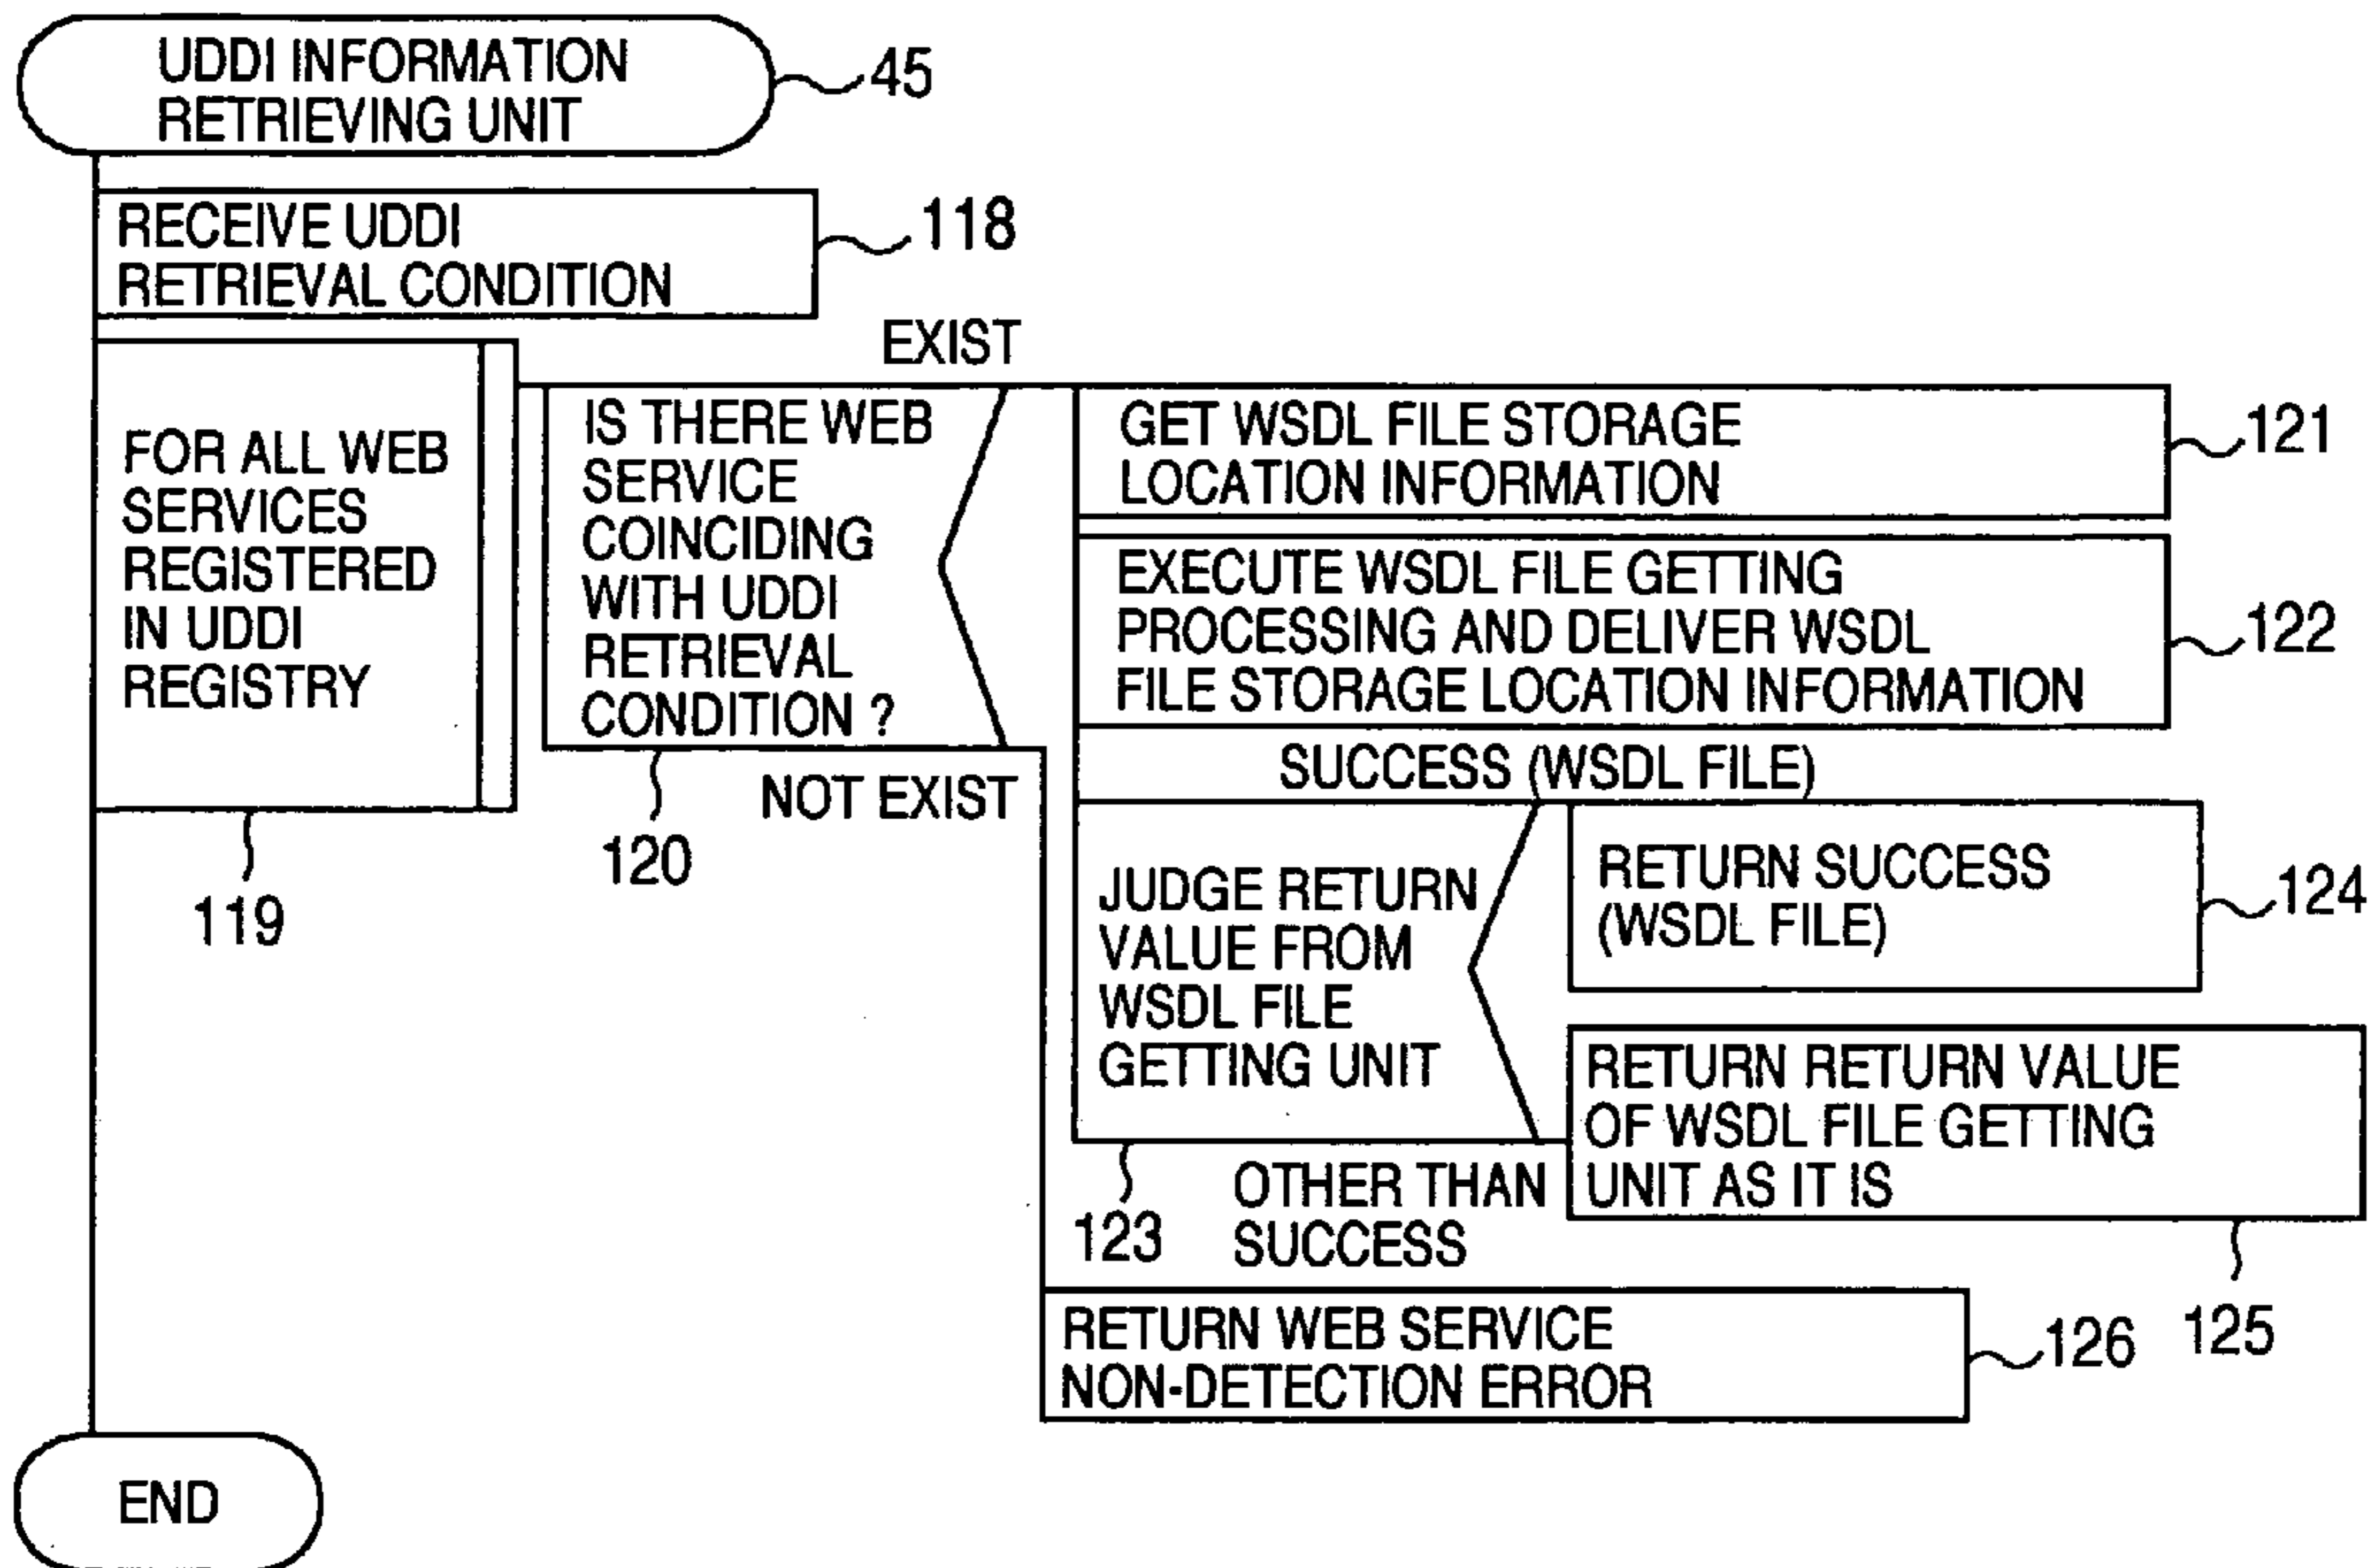 UDDI INFORMATION
RETRIEVING UNIT
45
RECEIVE UDDI
RETRIEVAL CONDITION
118
FOR ALL WEB
SERVICES
REGISTERED
IN UDDI
REGISTRY
119
IS THERE WEB
SERVICE
COINCIDING
WITH UDDI
RETRIEVAL
CONDITION ?
120
EXIST
NOT EXIST
GET WSDL FILE STORAGE
LOCATION INFORMATION
121
EXECUTE WSDL FILE GETTING
PROCESSING AND DELIVER WSDL
FILE STORAGE LOCATION INFORMATION
122
SUCCESS (WSDL FILE)
JUDGE RETURN
VALUE FROM
WSDL FILE
GETTING UNIT
123
RETURN SUCCESS
(WSDL FILE)
124
OTHER THAN
SUCCESS
RETURN RETURN VALUE
OF WSDL FILE GETTING
UNIT AS IT IS
125
RETURN WEB SERVICE
NON-DETECTION ERROR
126
END